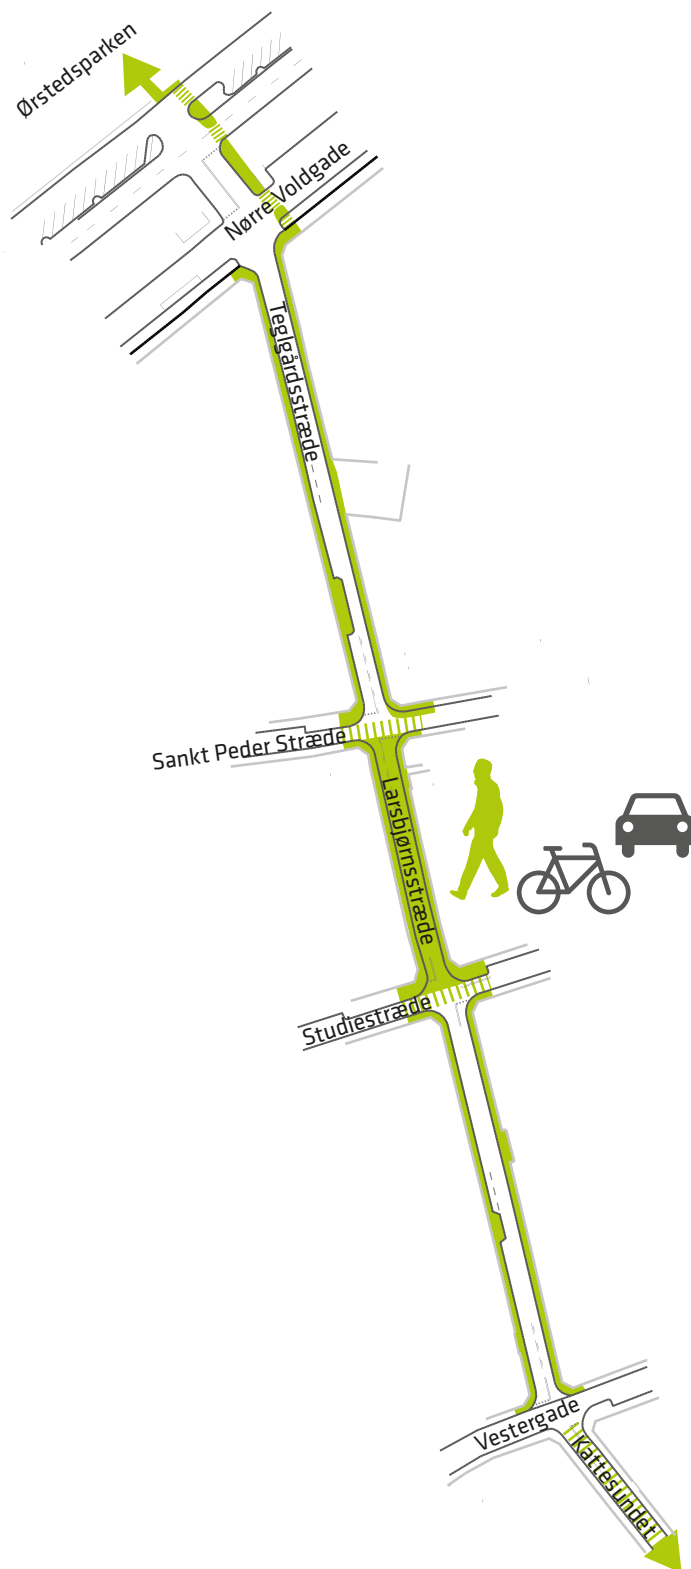 Ørstedsparken
Nørre Voldgade
Teglgårdsstræde
Sankt Peder Stræde
Larsbjørnsstræde
Studiestræde
Vestergade
Kattesundet